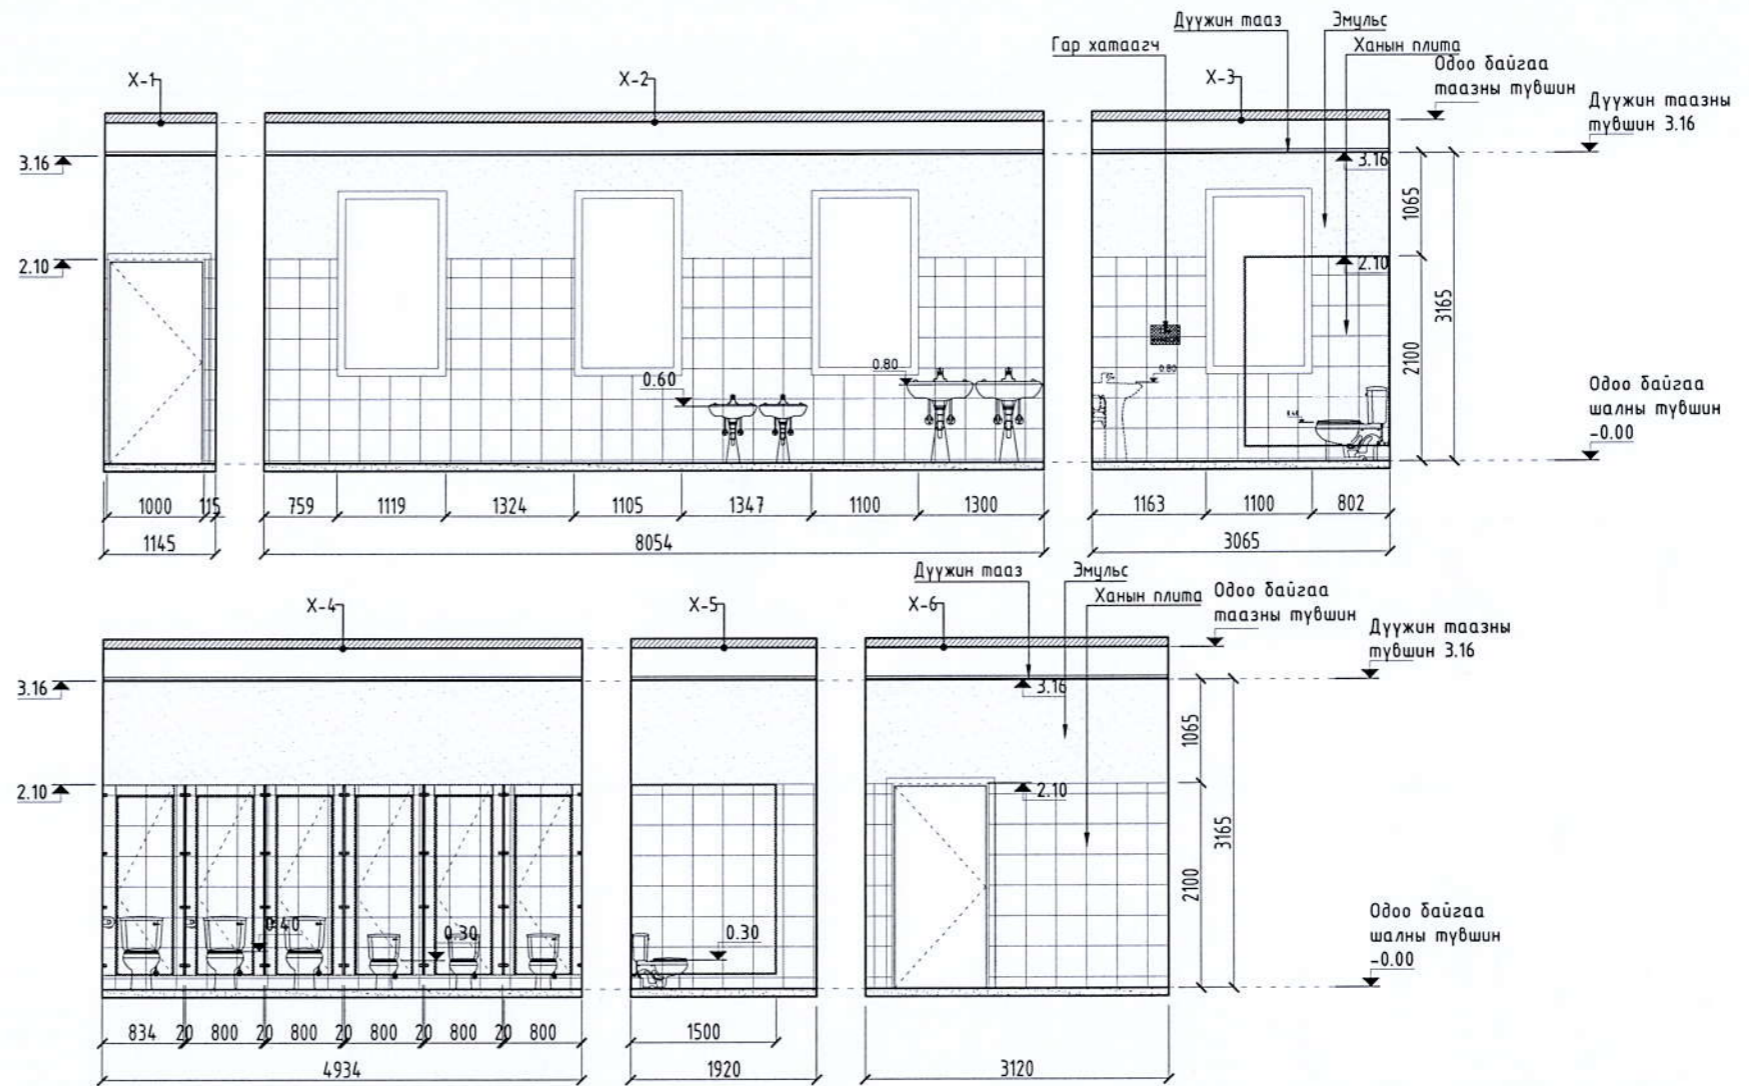 Дүүжин тааз
Эмульс
Гар хатаагч
Ханын плита
Х-1
Х-2
Х-3
Одоо байгаа
таазны түвшин
Дүүжин таазны
түвшин 3.16
3.16
3.16
1065
2.10
2.10
3165
2100
0.60
0.80
0.80
Одоо байгаа
шалны түвшин
-0.00
1000
115
759
1119
1324
1105
1347
1100
1300
1163
1100
802
1145
8054
3065
Дүүжин тааз
Эмульс
Ханын плита
Одоо байгаа
таазны түвшин
Х-4
Х-5
Х-6
Дүүжин таазны
түвшин 3.16
3.16
3.16
1065
2.10
2.10
3165
2100
0.40
0.30
0.30
Одоо байгаа
шалны түвшин
-0.00
834
20
800
20
800
20
800
20
800
20
800
1500
4934
1920
3120